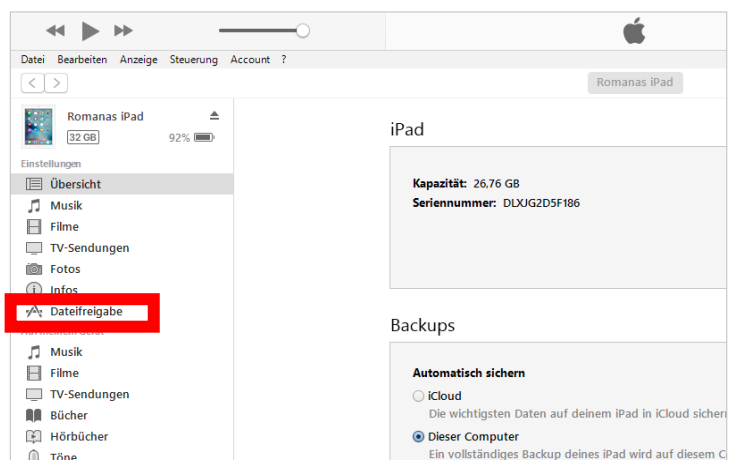 Datei Bearbeiten Anzeige Steuerung Account ?
< > Romanas iPad
Romanas iPad
32 GB 92%
Einstellungen
Übersicht
Musik
Filme
TV-Sendungen
Fotos
Infos
Dateifreigabe
Musik
Filme
TV-Sendungen
Bücher
Hörbücher
Töne
iPad
Kapazität: 26,76 GB
Seriennummer: DLXJG2D5F186
Backups
Automatisch sichern
iCloud
Die wichtigsten Daten auf deinem iPad in iCloud sichern
Dieser Computer
Ein vollständiges Backup deines iPad wird auf diesem C